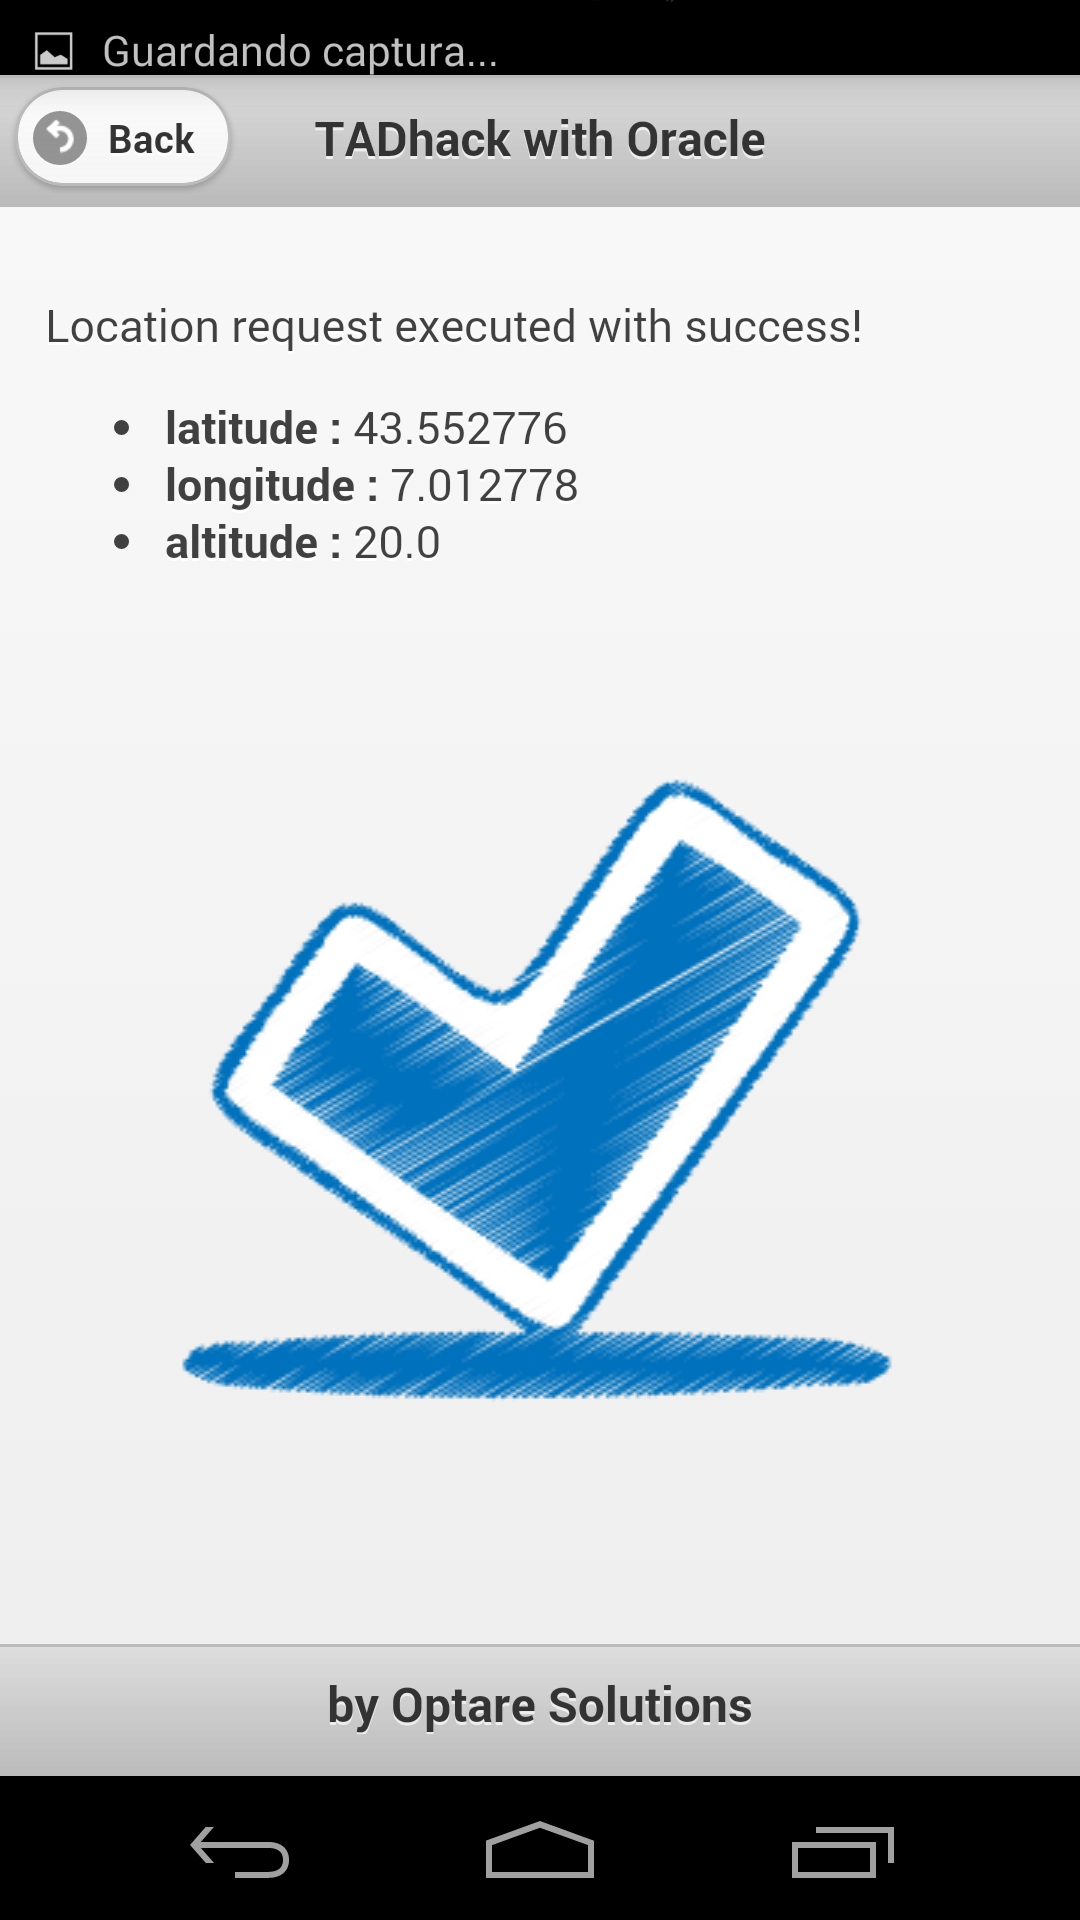 Guardando captura...
Back
TADhack with Oracle
Location request executed with success!
latitude : 43.552776
longitude : 7.012778
altitude : 20.0
by Optare Solutions